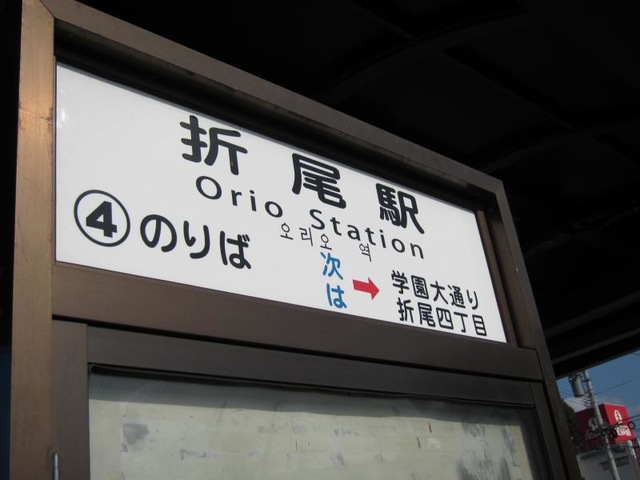 折尾駅
Orio Station
오리오 역
④のりば
次は
→
学園大通り
折尾四丁目